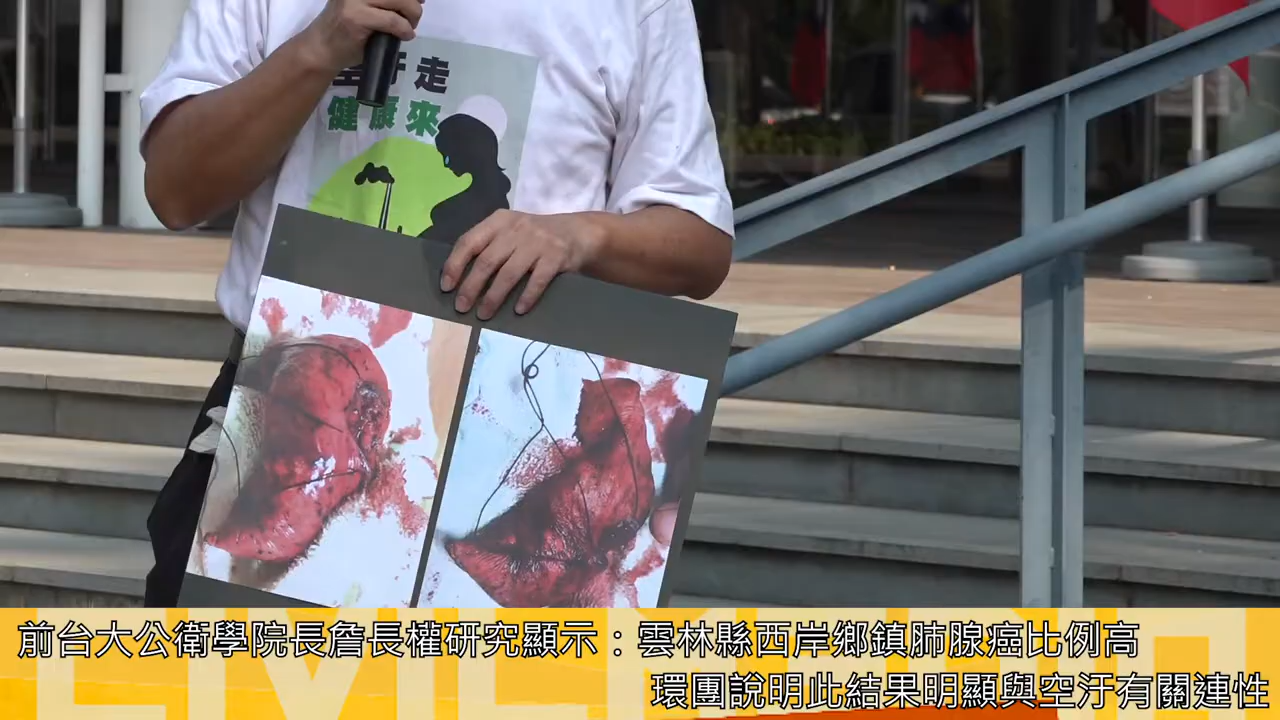 汙走
健康來
前台大公衛學院長詹長權研究顯示：雲林縣西岸鄉鎮肺腺癌比例高
環團說明此結果明顯與空汙有關連性